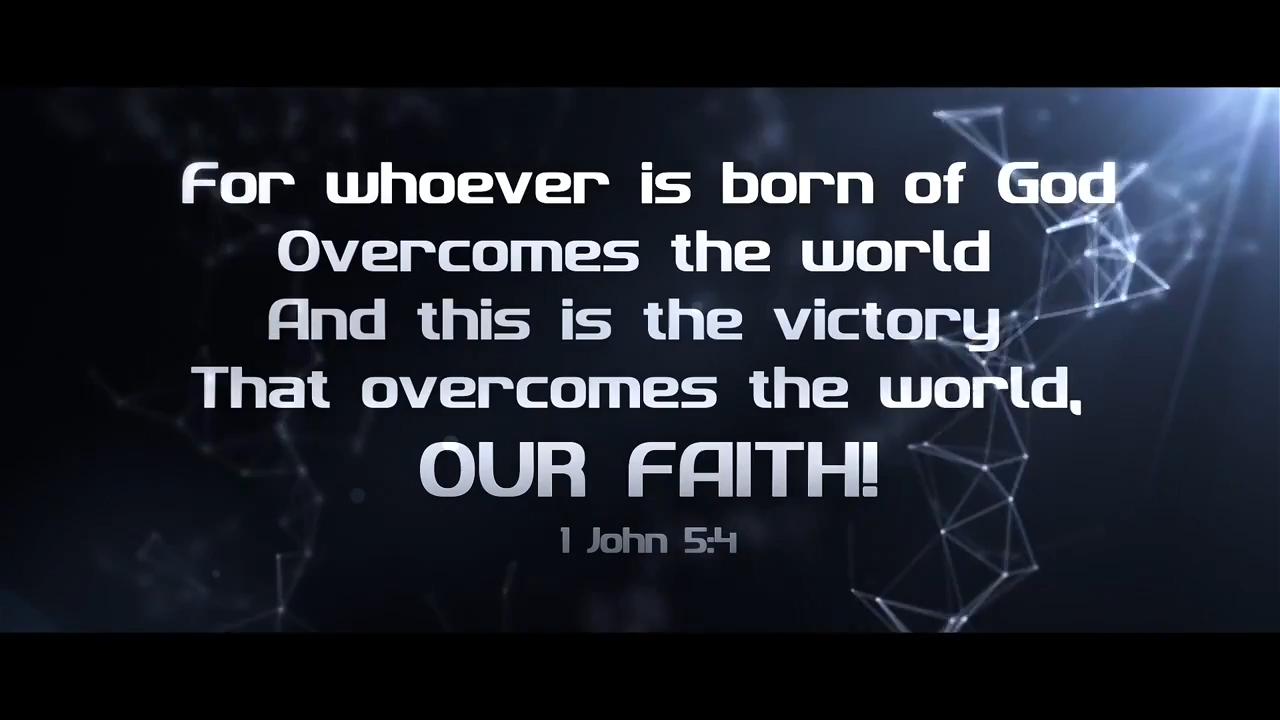 For whoever is born of God
Overcomes the world
And this is the victory
That overcomes the world,
OUR FAITH!
1 John 5:4